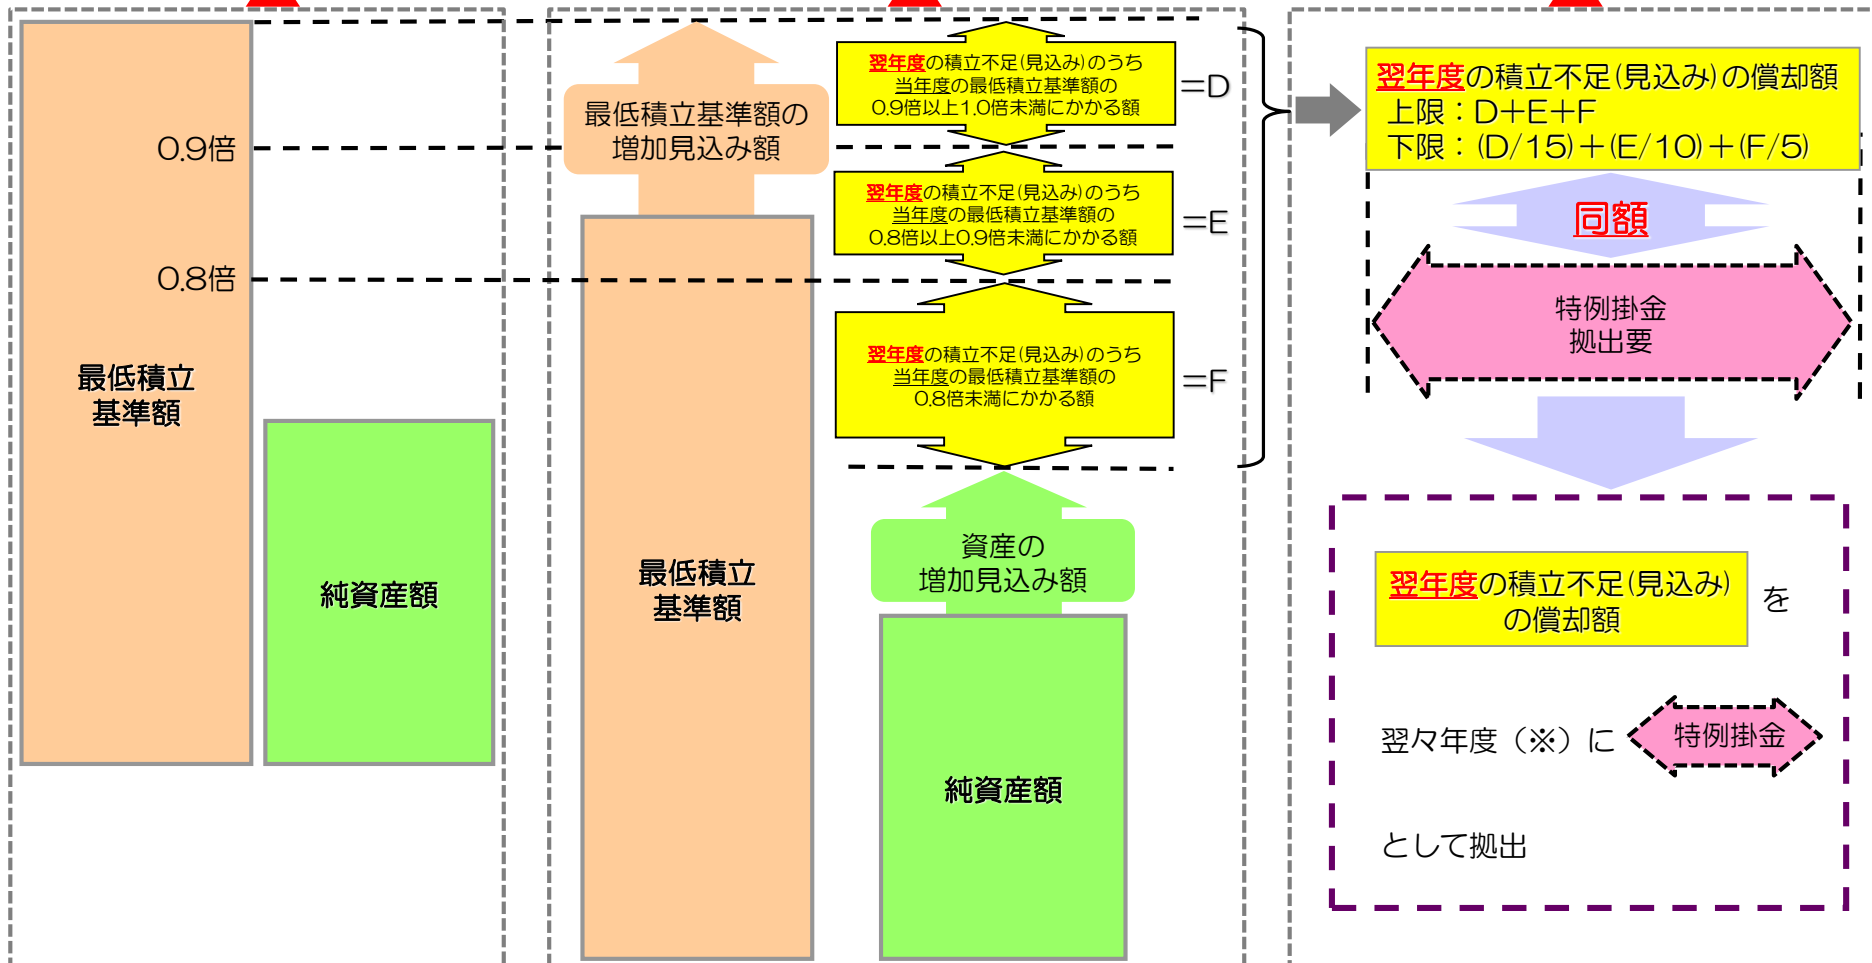 0.9倍
0.8倍
最低積立
基準額
純資産額
最低積立基準額の
増加見込み額
最低積立
基準額
翌年度の積立不足(見込み)のうち
当年度の最低積立基準額の
0.9倍以上1.0倍未満にかかる額
＝D
翌年度の積立不足(見込み)のうち
当年度の最低積立基準額の
0.8倍以上0.9倍未満にかかる額
＝E
翌年度の積立不足(見込み)のうち
当年度の最低積立基準額の
0.8倍未満にかかる額
＝F
資産の
増加見込み額
純資産額
翌年度の積立不足(見込み)の償却額
上限：D＋E＋F
下限：(D/15)＋(E/10)＋(F/5)
同額
特例掛金
拠出要
翌年度の積立不足(見込み)
の償却額
を
翌々年度（※）に
特例掛金
として拠出